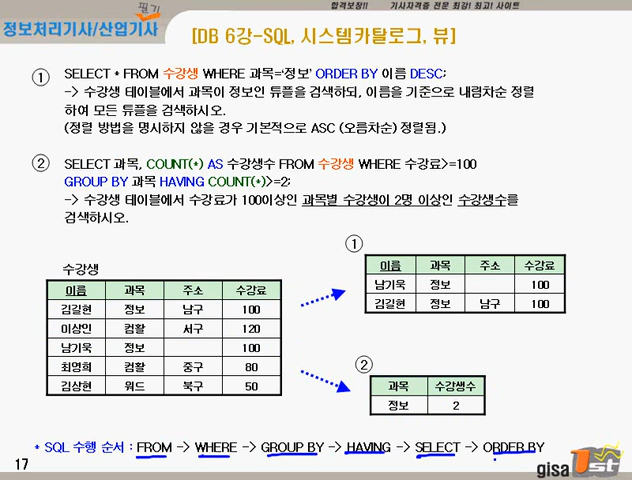 합격보장!! 기사자격증 전문 최강! 최고! 사이트
필기
정보처리기사/산업기사
[DB 6강-SQL, 시스템카탈로그, 뷰]
① SELECT * FROM 수강생 WHERE 과목='정보' ORDER BY 이름 DESC;
-> 수강생 테이블에서 과목이 정보인 튜플을 검색하되, 이름을 기준으로 내림차순 정렬
하여 모든 튜플을 검색하시오.
(정렬 방법을 명시하지 않을 경우 기본적으로 ASC (오름차순) 정렬됨.)
② SELECT 과목, COUNT(*) AS 수강생수 FROM 수강생 WHERE 수강료>=100
GROUP BY 과목 HAVING COUNT(*)>=2;
-> 수강생 테이블에서 수강료가 100이상인 과목별 수강생이 2명 이상인 수강생수를
검색하시오.
수강생
이름 과목 주소 수강료
김길현 정보 남구 100
이상인 컴활 서구 120
남기욱 정보 100
최영희 컴활 중구 80
김상현 워드 북구 50
①
이름 과목 주소 수강료
남기욱 정보 100
김길현 정보 남구 100
②
과목 수강생수
정보 2
* SQL 수행 순서 : FROM -> WHERE -> GROUP BY -> HAVING -> SELECT -> ORDER BY
17
gisa 1st